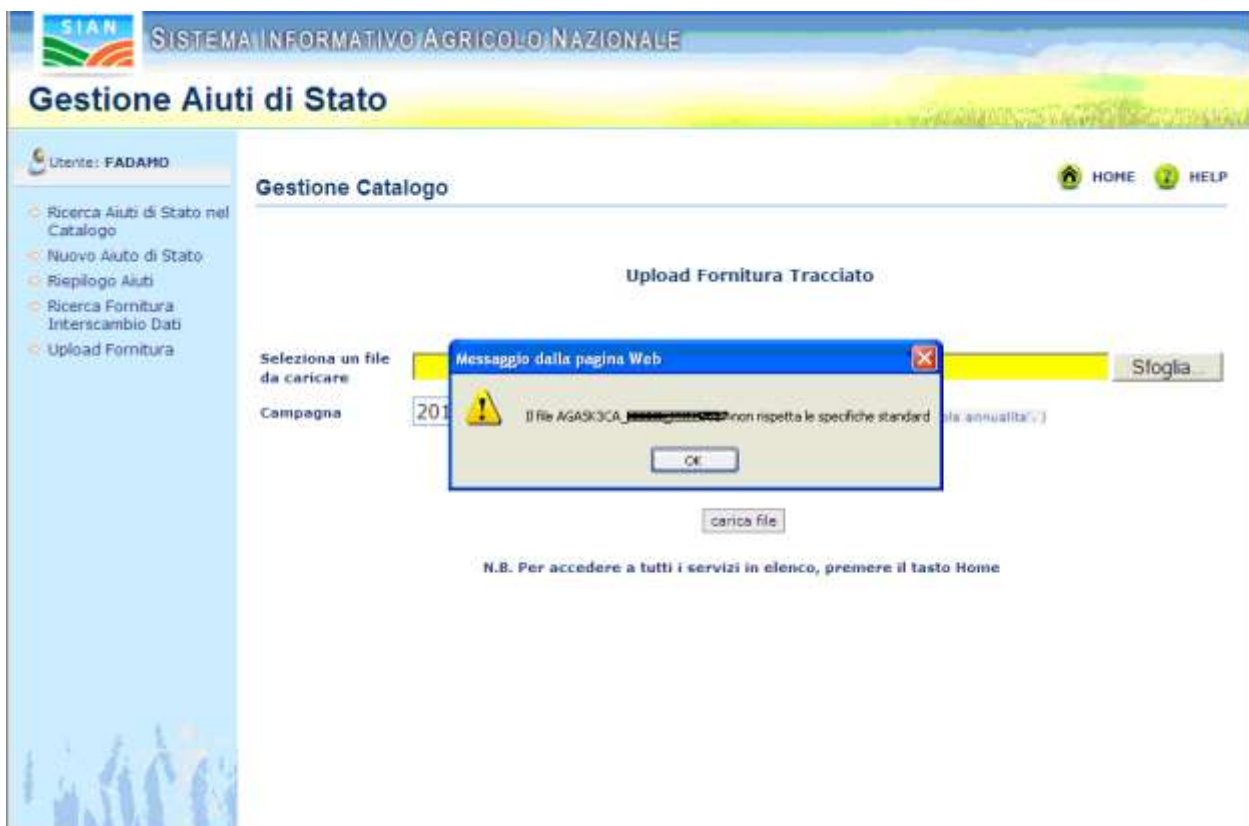 SIAN
SISTEMA INFORMATIVO AGRICOLO NAZIONALE
Gestione Aiuti di Stato
Utente: FADAMO
HOME
HELP
Gestione Catalogo
Ricerca Aiuti di Stato nel
Catalogo
Nuovo Aiuto di Stato
Riepilogo Aiuti
Ricerca Fornitura
Interscambio Dati
Upload Fornitura
Upload Fornitura Tracciato
Seleziona un file
da caricare
Sfoglia...
Messaggio dalla pagina Web
Campagna
201
Il file AGASK3CA_ non rispetta le specifiche standard
annualita'. )
OK
carica file
N.B. Per accedere a tutti i servizi in elenco, premere il tasto Home